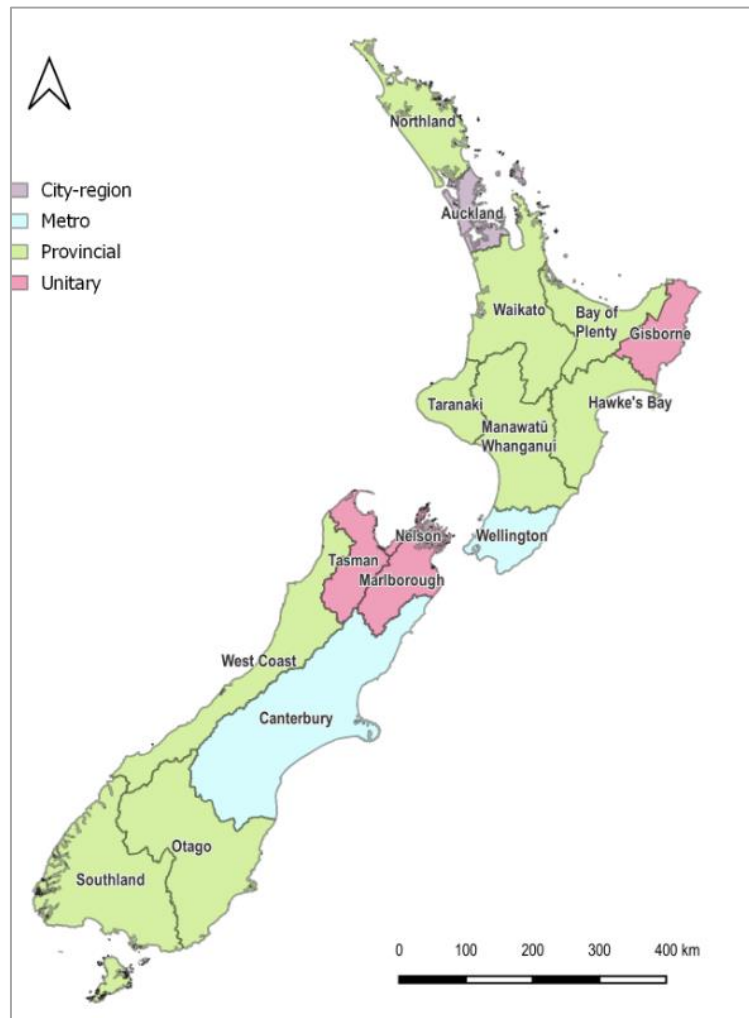 City-region
Metro
Provincial
Unitary
Northland
Auckland
Waikato
Bay of
Plenty
Gisborne
Taranaki
Hawke's Bay
Manawatū
Whanganui
Nelson
Wellington
Tasman
Marlborough
West Coast
Canterbury
Otago
Southland
0 100 200 300 400 km